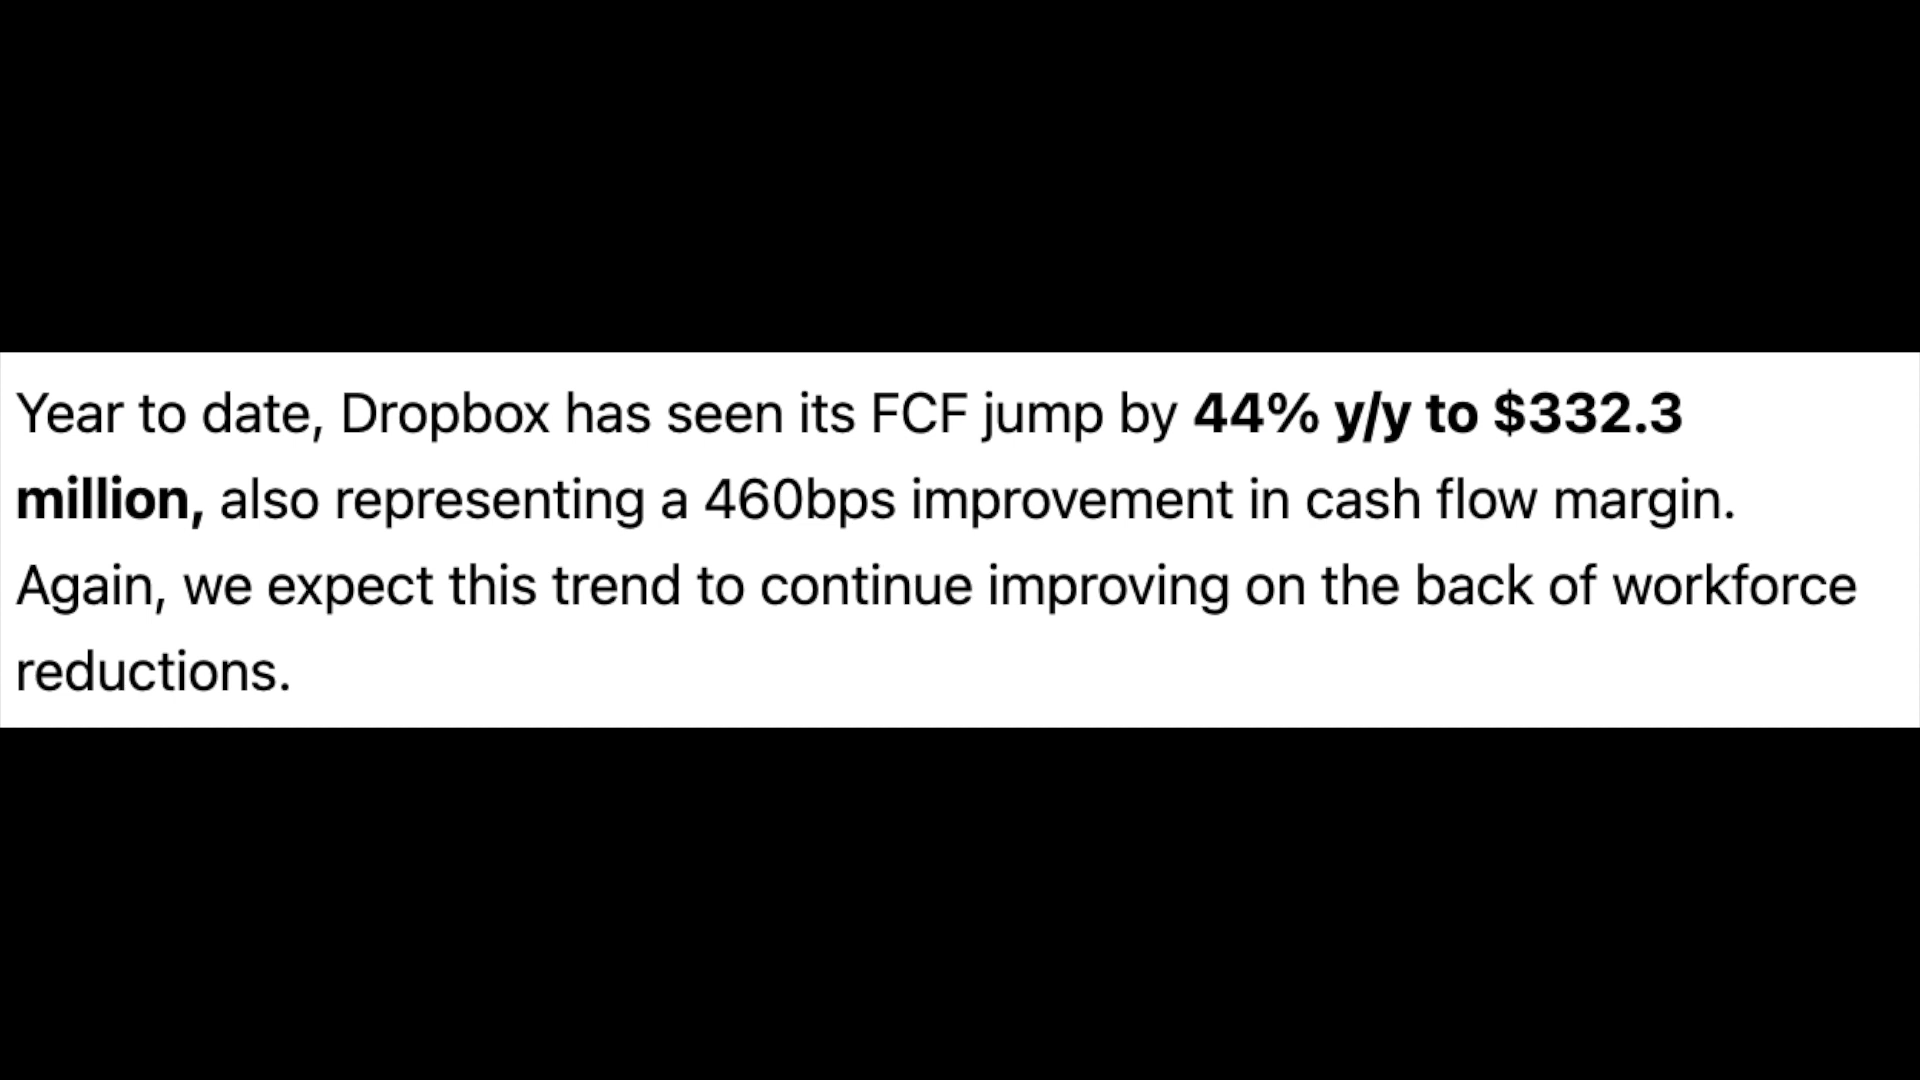 Year to date, Dropbox has seen its FCF jump by 44% y/y to $332.3
million, also representing a 460bps improvement in cash flow margin.
Again, we expect this trend to continue improving on the back of workforce
reductions.